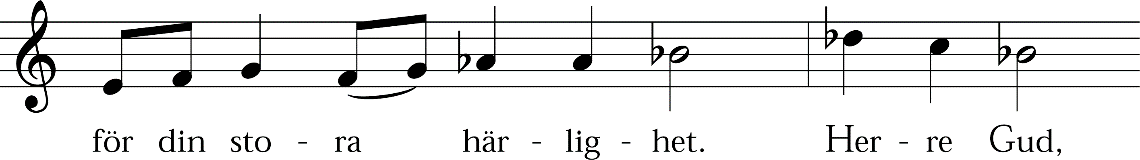 för din sto - ra här - lig - het. Her - re Gud,